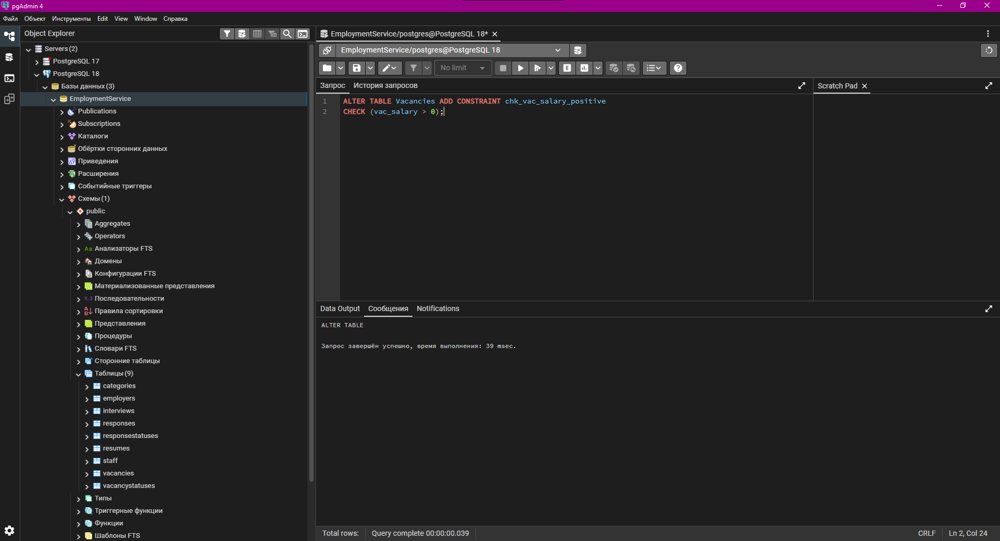 pgAdmin 4
Файл Объект Инструменты Edit View Window Справка
Object Explorer
Servers (2)
PostgreSQL 17
PostgreSQL 18
Базы данных (3)
EmploymentService
Publications
Subscriptions
Каталоги
Обёртки сторонних данных
Приведения
Расширения
Событийные триггеры
Схемы (1)
public
Aggregates
Operators
Aa Анализаторы FTS
Домены
Конфигурации FTS
Материализованные представления
1..3 Последовательности
Правила сортировки
Представления
Процедуры
Словари FTS
Сторонние таблицы
Таблицы (9)
categories
employers
interviews
responses
responsestatuses
resumes
staff
vacancies
vacancystatuses
Типы
Триггерные функции
Функции
Шаблоны FTS
EmploymentService/postgres@PostgreSQL 18*
EmploymentService/postgres@PostgreSQL 18
No limit
E
Запрос История запросов
Scratch Pad
1 ALTER TABLE Vacancies ADD CONSTRAINT chk_vac_salary_positive
2 CHECK (vac_salary > 0);
Data Output Сообщения Notifications
ALTER TABLE
Запрос завершён успешно, время выполнения: 39 msec.
Total rows: Query complete 00:00:00.039 CRLF Ln 2, Col 24